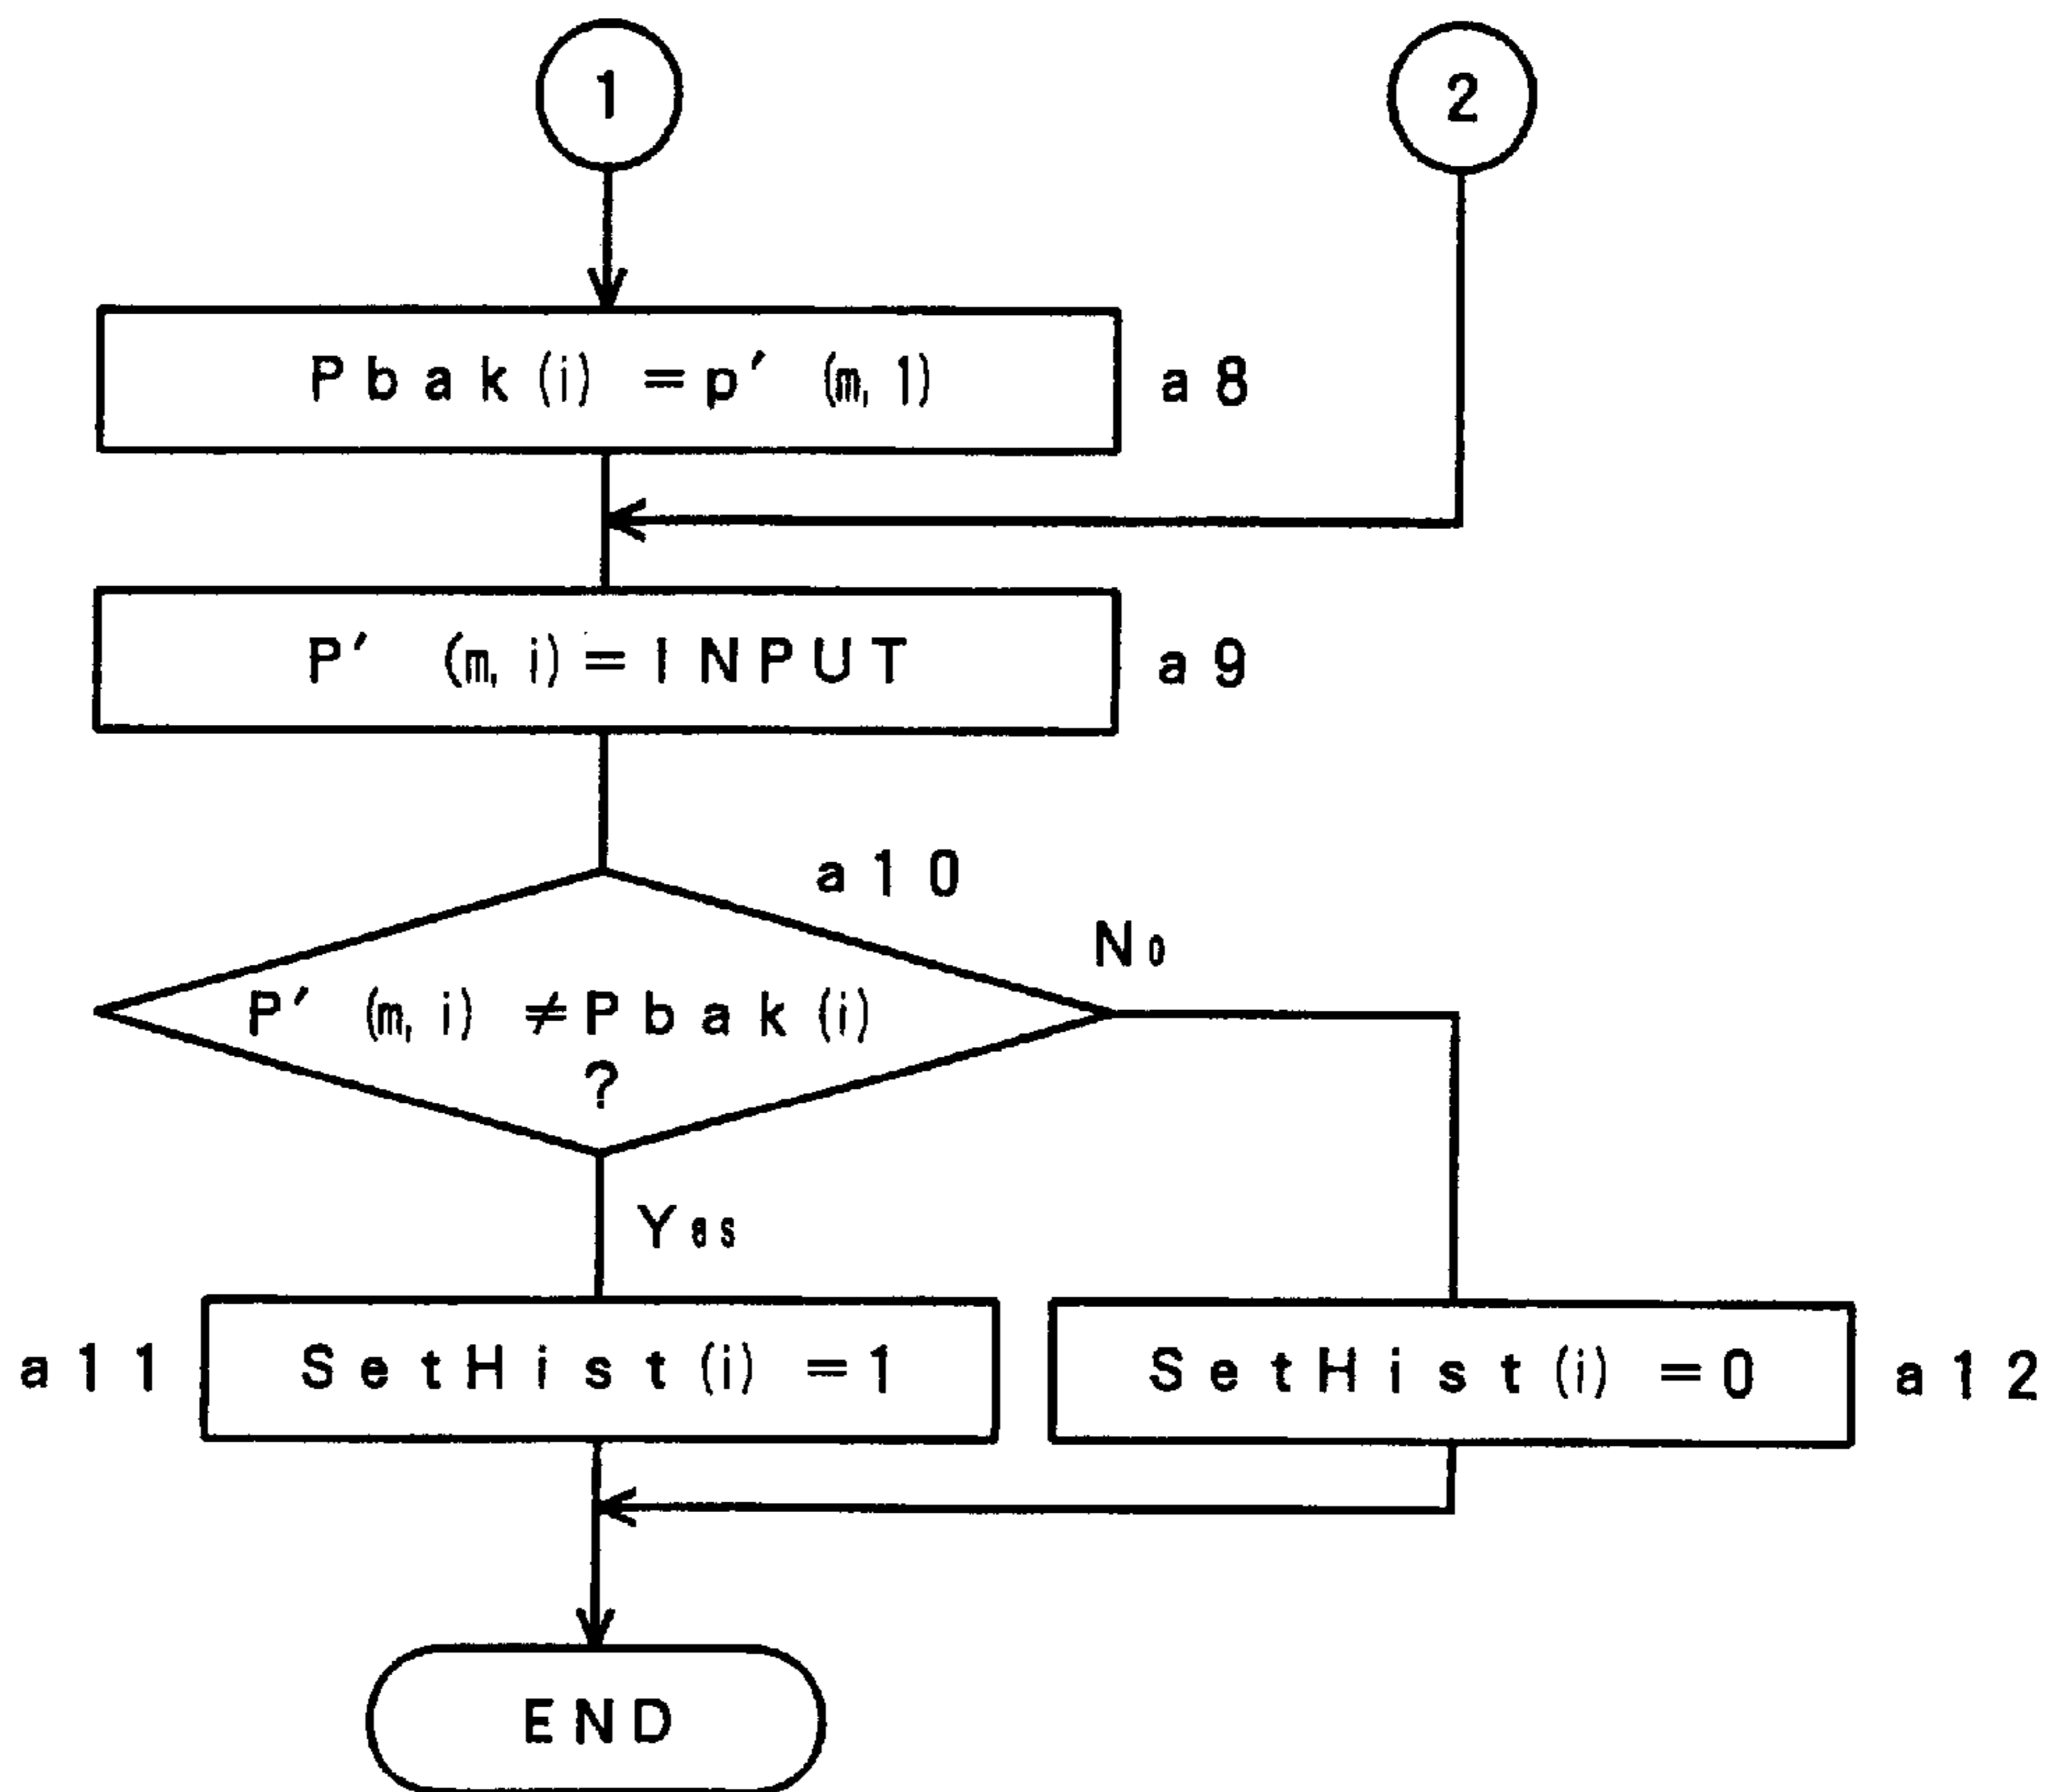 1
2
Pbak(i) =p′ (m,1)
a8
P′ (m,i)=INPUT
a9
a10
No
P′ (m,i) ≠Pbak(i)
?
Yes
a11
SetHist(i) =1
SetHist(i) =0
a12
END